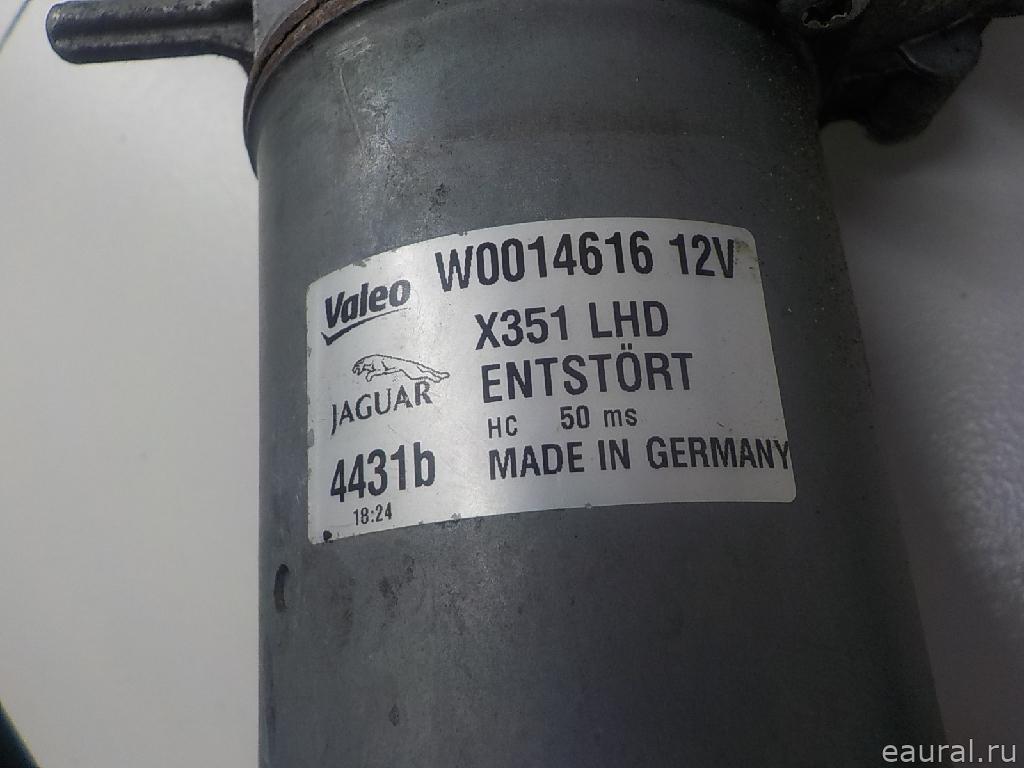 Valeo W0014616 12V
X351 LHD
JAGUAR ENTSTÖRT
HC 50 ms
4431b MADE IN GERMANY
18:24
eaural.ru